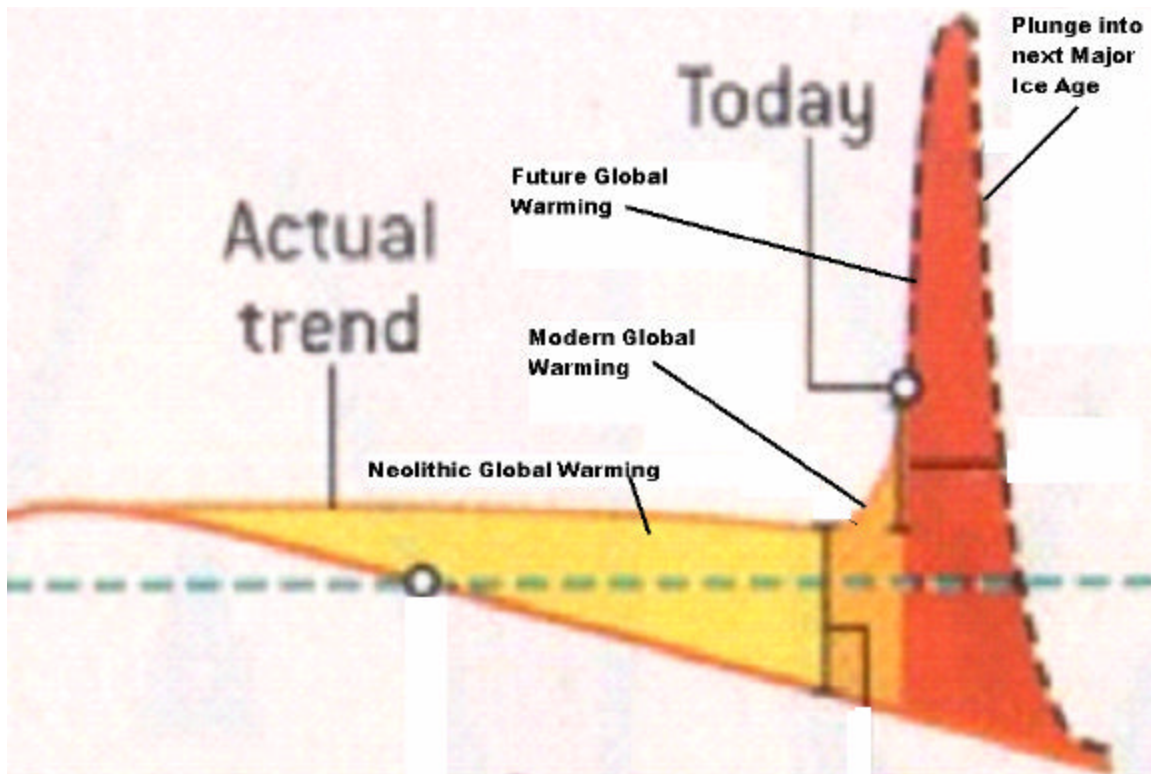 Plunge into
next Major
Ice Age
Today
Future Global
Warming
Actual
trend
Modern Global
Warming
Neolithic Global Warming